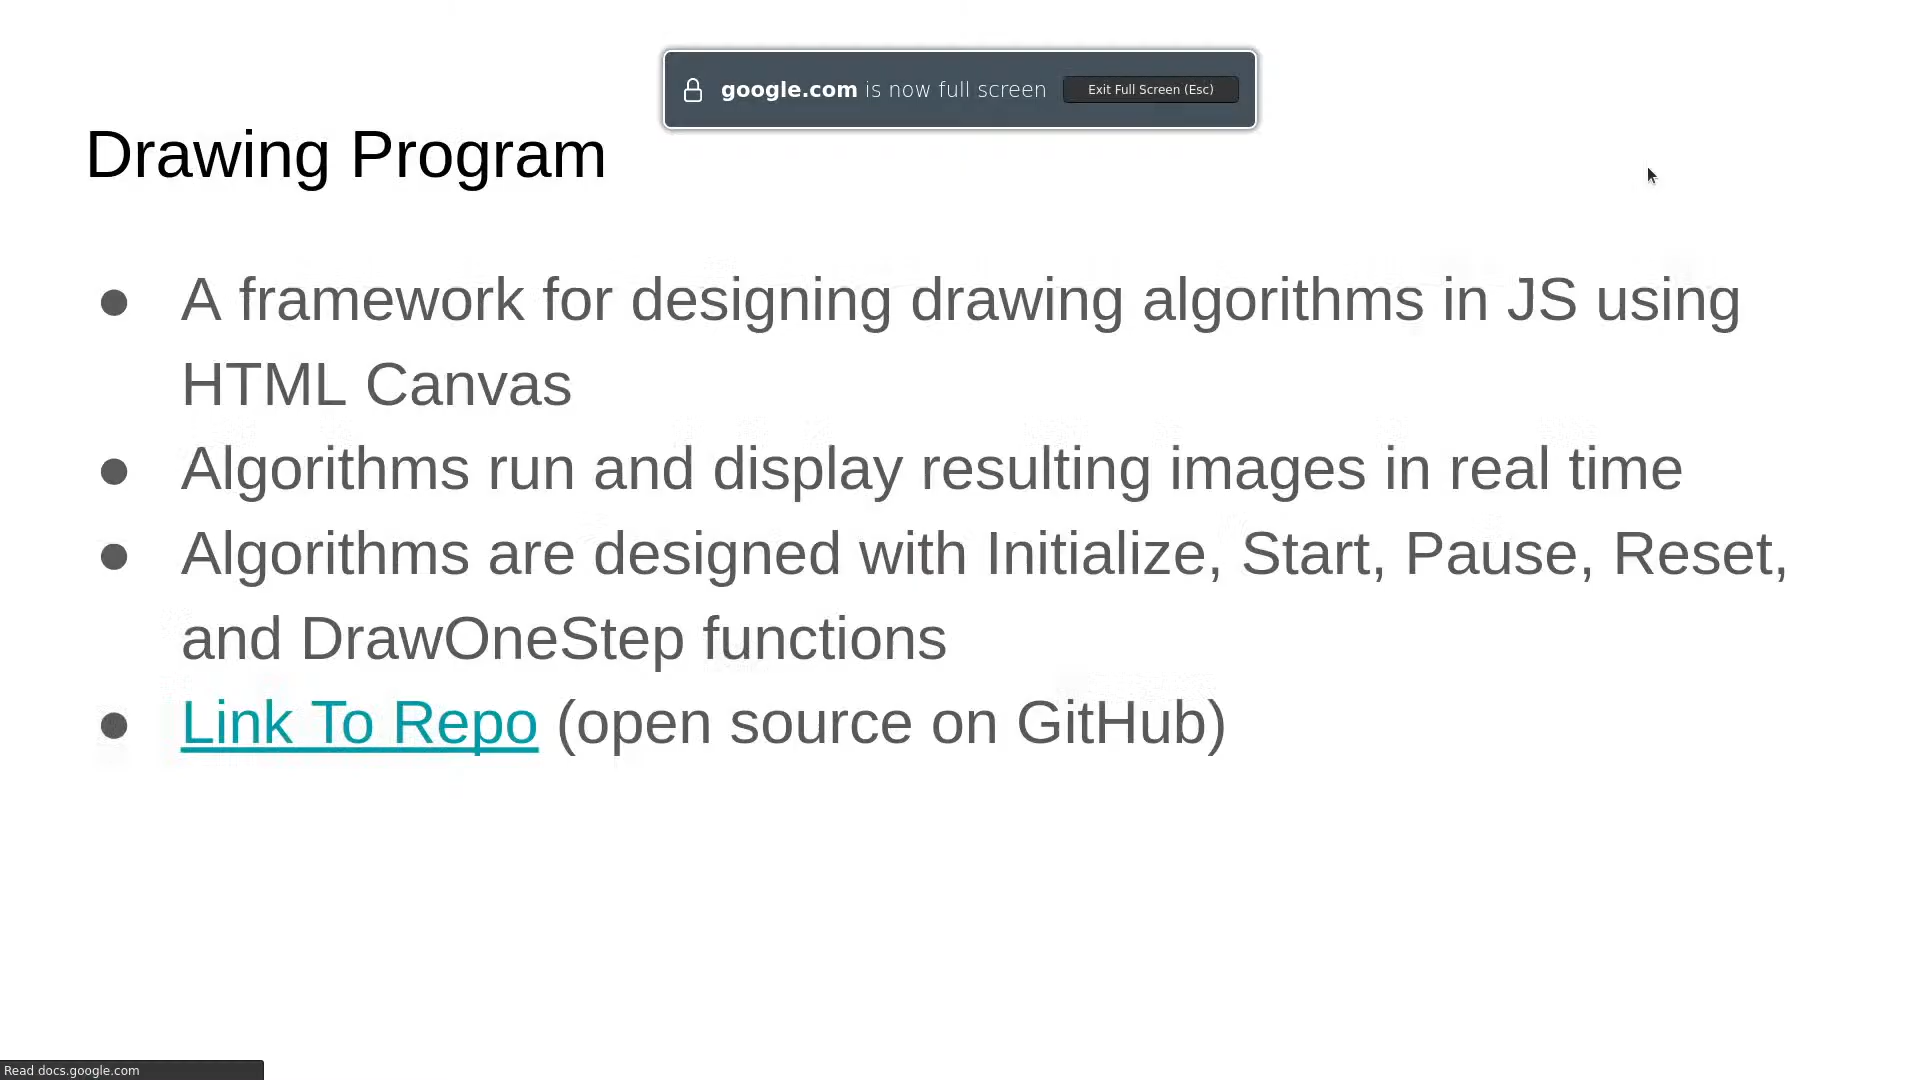 google.com is now full screen Exit Full Screen (Esc)
Drawing Program
● A framework for designing drawing algorithms in JS using
HTML Canvas
● Algorithms run and display resulting images in real time
● Algorithms are designed with Initialize, Start, Pause, Reset,
and DrawOneStep functions
● Link To Repo (open source on GitHub)
Read docs.google.com